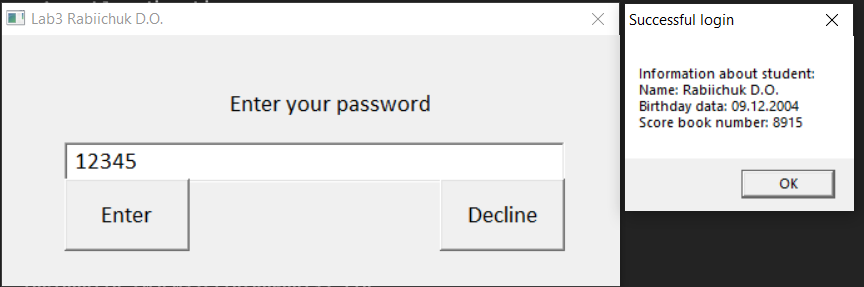 Lab3 Rabiichuk D.O.
Enter your password
12345
Enter
Decline
Successful login
Information about student:
Name: Rabiichuk D.O.
Birthday data: 09.12.2004
Score book number: 8915
OK